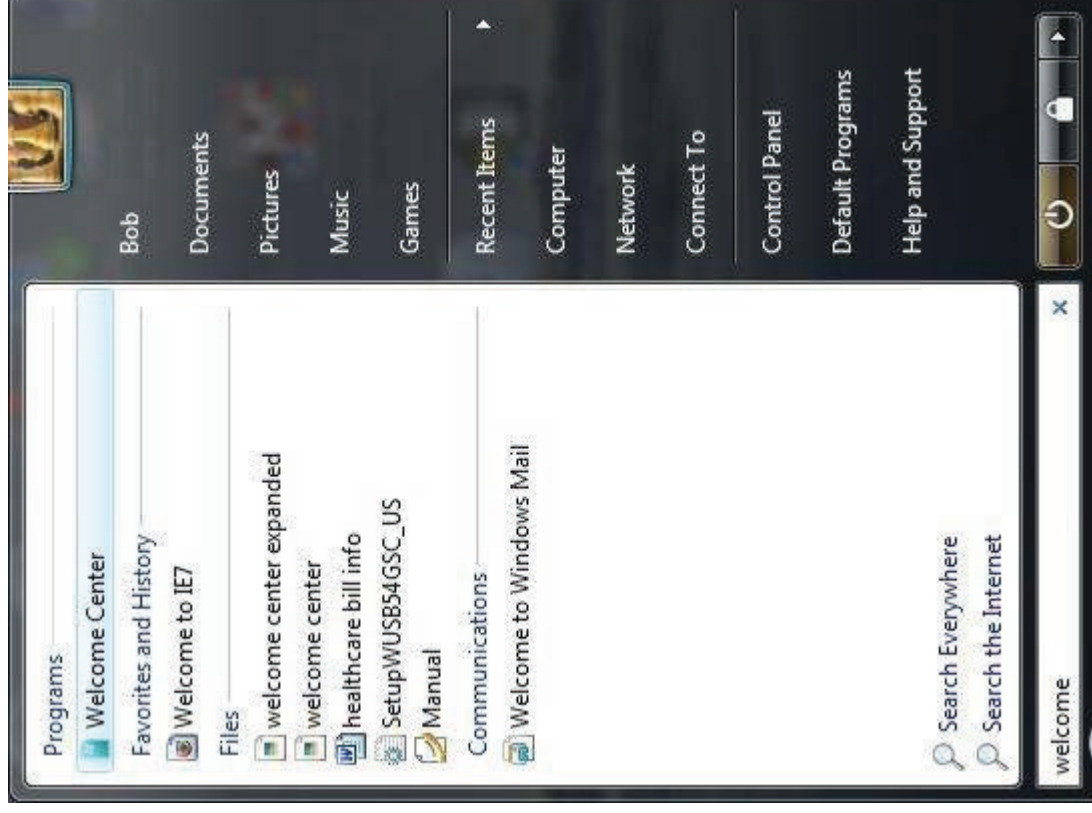 Programs
Welcome Center
Favorites and History
Welcome to IE7
Files
welcome center expanded
welcome center
healthcare bill info
SetupWUSB54GSC_US
Manual
Communications
Welcome to Windows Mail
Search Everywhere
Search the Internet
welcome
Bob
Documents
Pictures
Music
Games
Recent Items
Computer
Network
Connect To
Control Panel
Default Programs
Help and Support